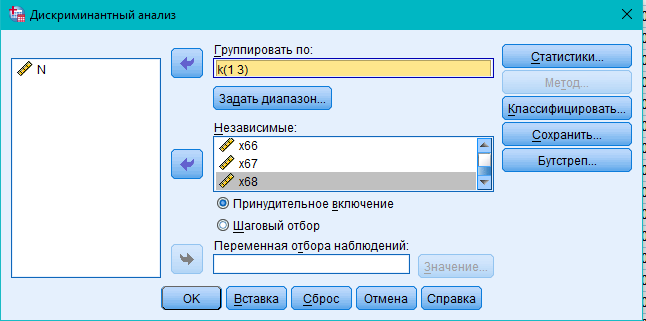 Дискриминантный анализ
N
Группировать по:
k(1 3)
Задать диапазон...
Независимые:
x66
x67
x68
Принудительное включение
Шаговый отбор
Переменная отбора наблюдений:
Значение...
Статистики...
Метод...
Классифицировать...
Сохранить...
Бутстреп...
OK
Вставка
Сброс
Отмена
Справка